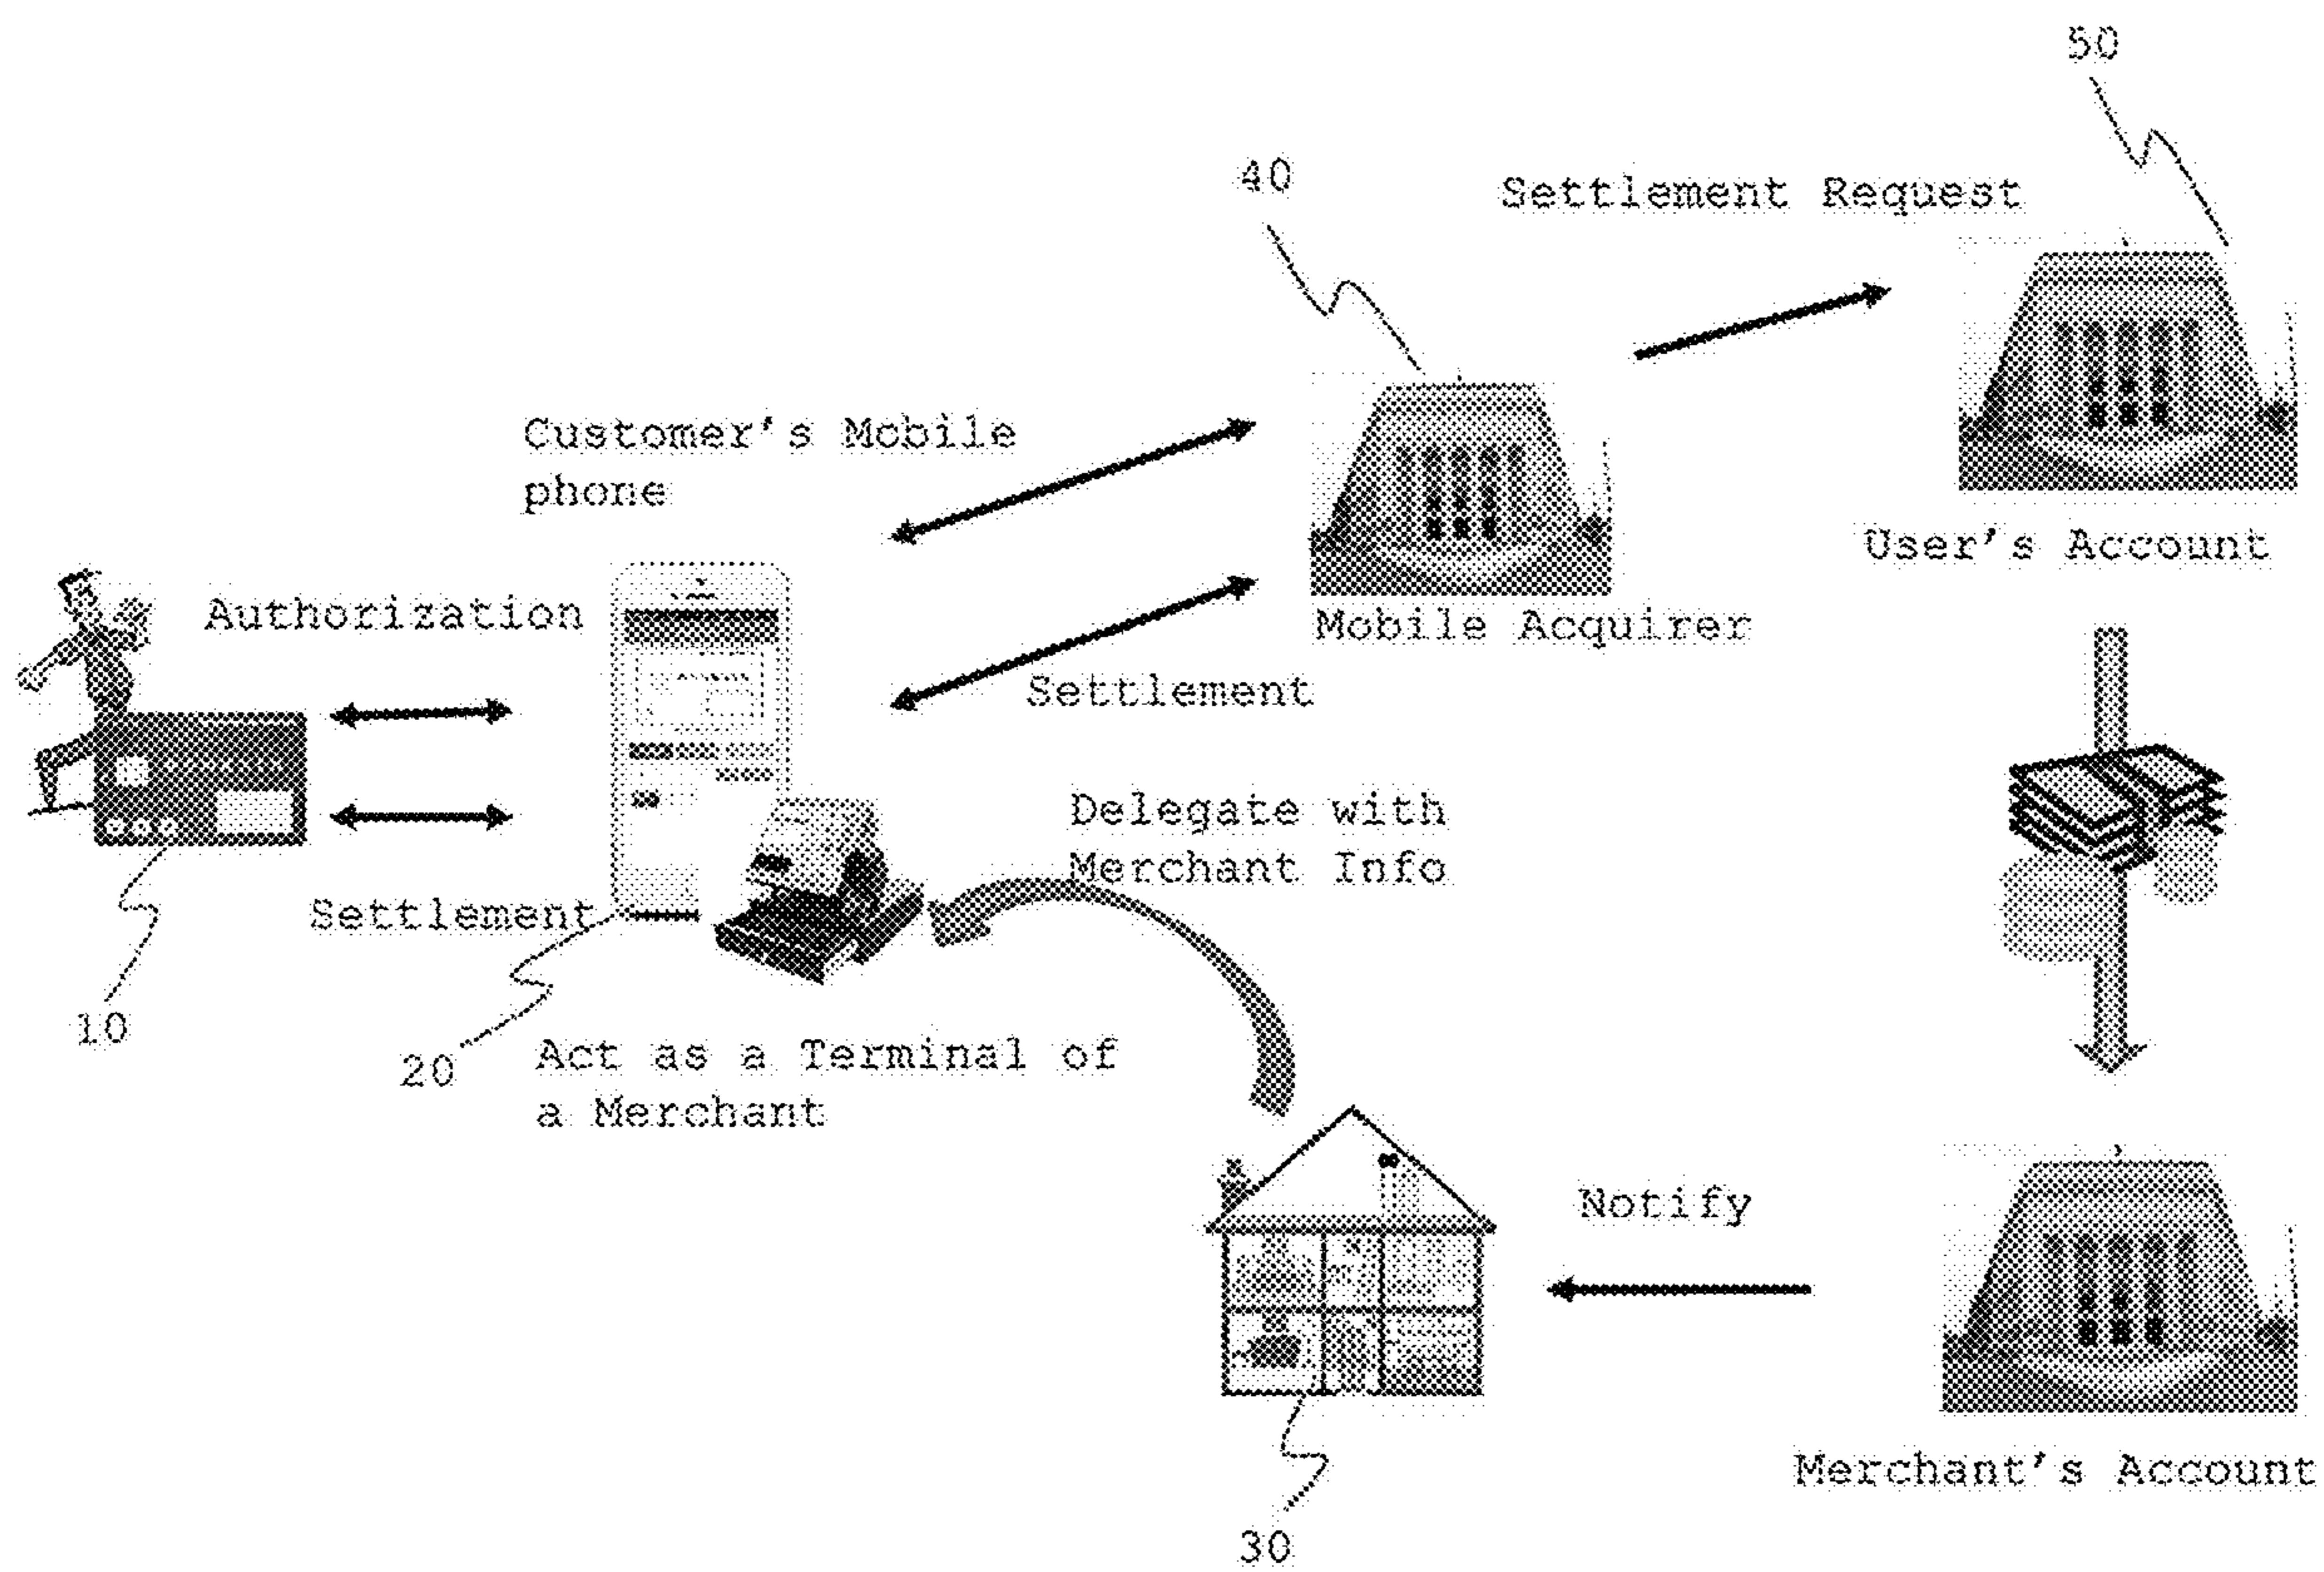 50
40
Settlement Request
Customer's Mobile
phone
User's Account
Authorization
Mobile Acquirer
Settlement
Delegate with
Merchant Info
Settlement
10
20
Act as a Terminal of
a Merchant
Notify
Merchant's Account
30